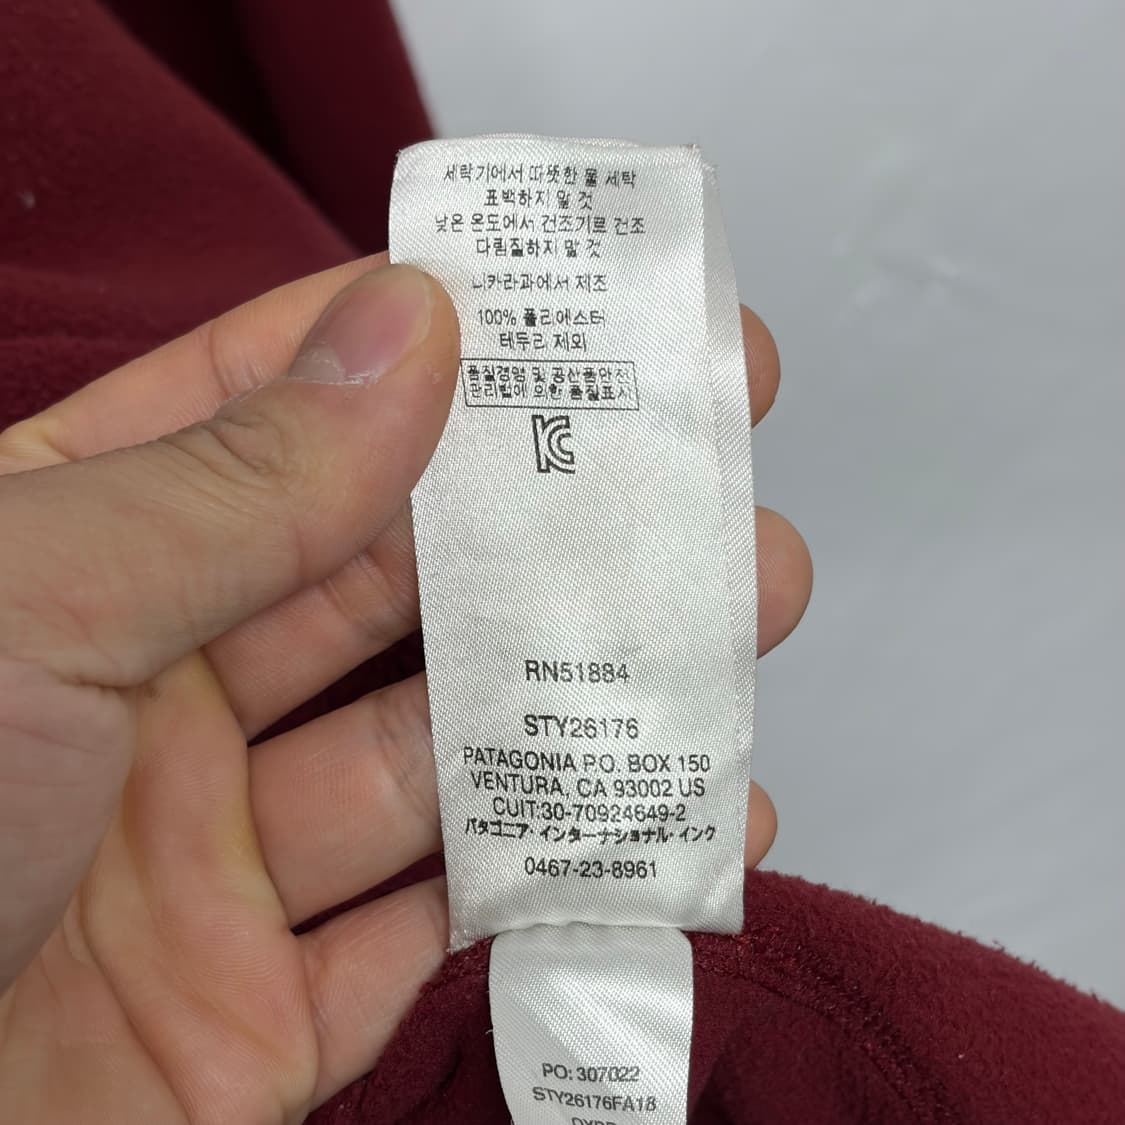 세탁기에서 따뜻한 물 세탁
표백하지 말 것
낮은 온도에서 건조기르 건조
다림질하지 말 것
니카라과에서 제조
100% 폴리에스터
테두리 제외
품질경영 및 공산품안전
관리법에 의한 품질표시
RN51884
STY26176
PATAGONIA P.O. BOX 150
VENTURA, CA 93002 US
CUIT:30-70924649-2
パタゴニア・インターナショナル・インク
0467-23-8961
PO: 307022
STY26176FA18